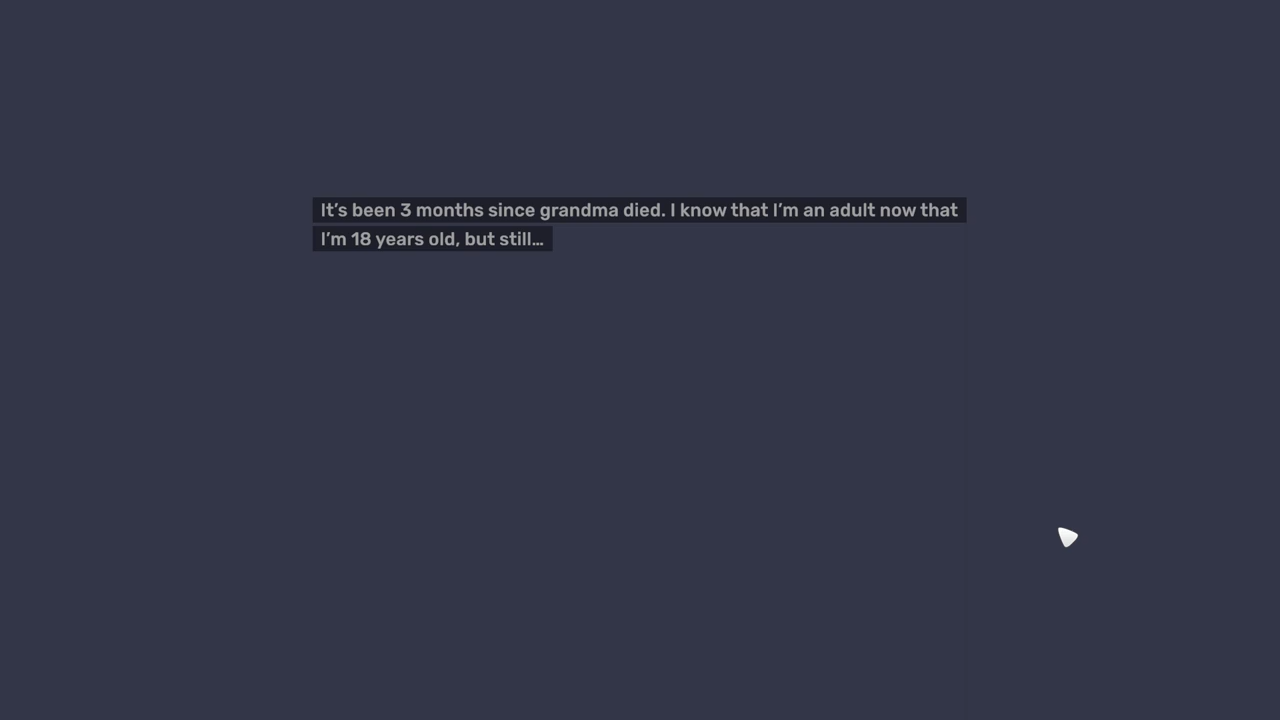 It’s been 3 months since grandma died. I know that I’m an adult now that
I’m 18 years old, but still…